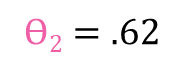 ϴ₂ = .62